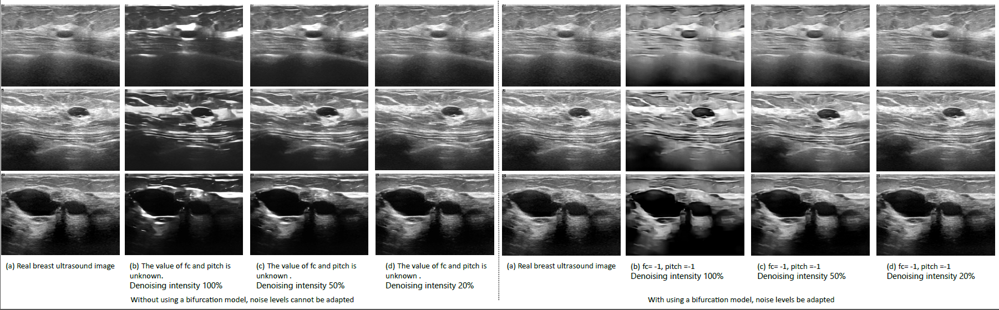 (a) Real breast ultrasound image
(b) The value of fc and pitch is
unknown.
Denoising intensity 100%
(c) The value of fc and pitch is
unknown .
Denoising intensity 50%
(d) The value of fc and pitch is
unknown .
Denoising intensity 20%
Without using a bifurcation model, noise levels cannot be adapted
(a) Real breast ultrasound image
(b) fc= -1, pitch =-1
Denoising intensity 100%
(c) fc= -1, pitch =-1
Denoising intensity 50%
(d) fc= -1, pitch =-1
Denoising intensity 20%
With using a bifurcation model, noise levels be adapted